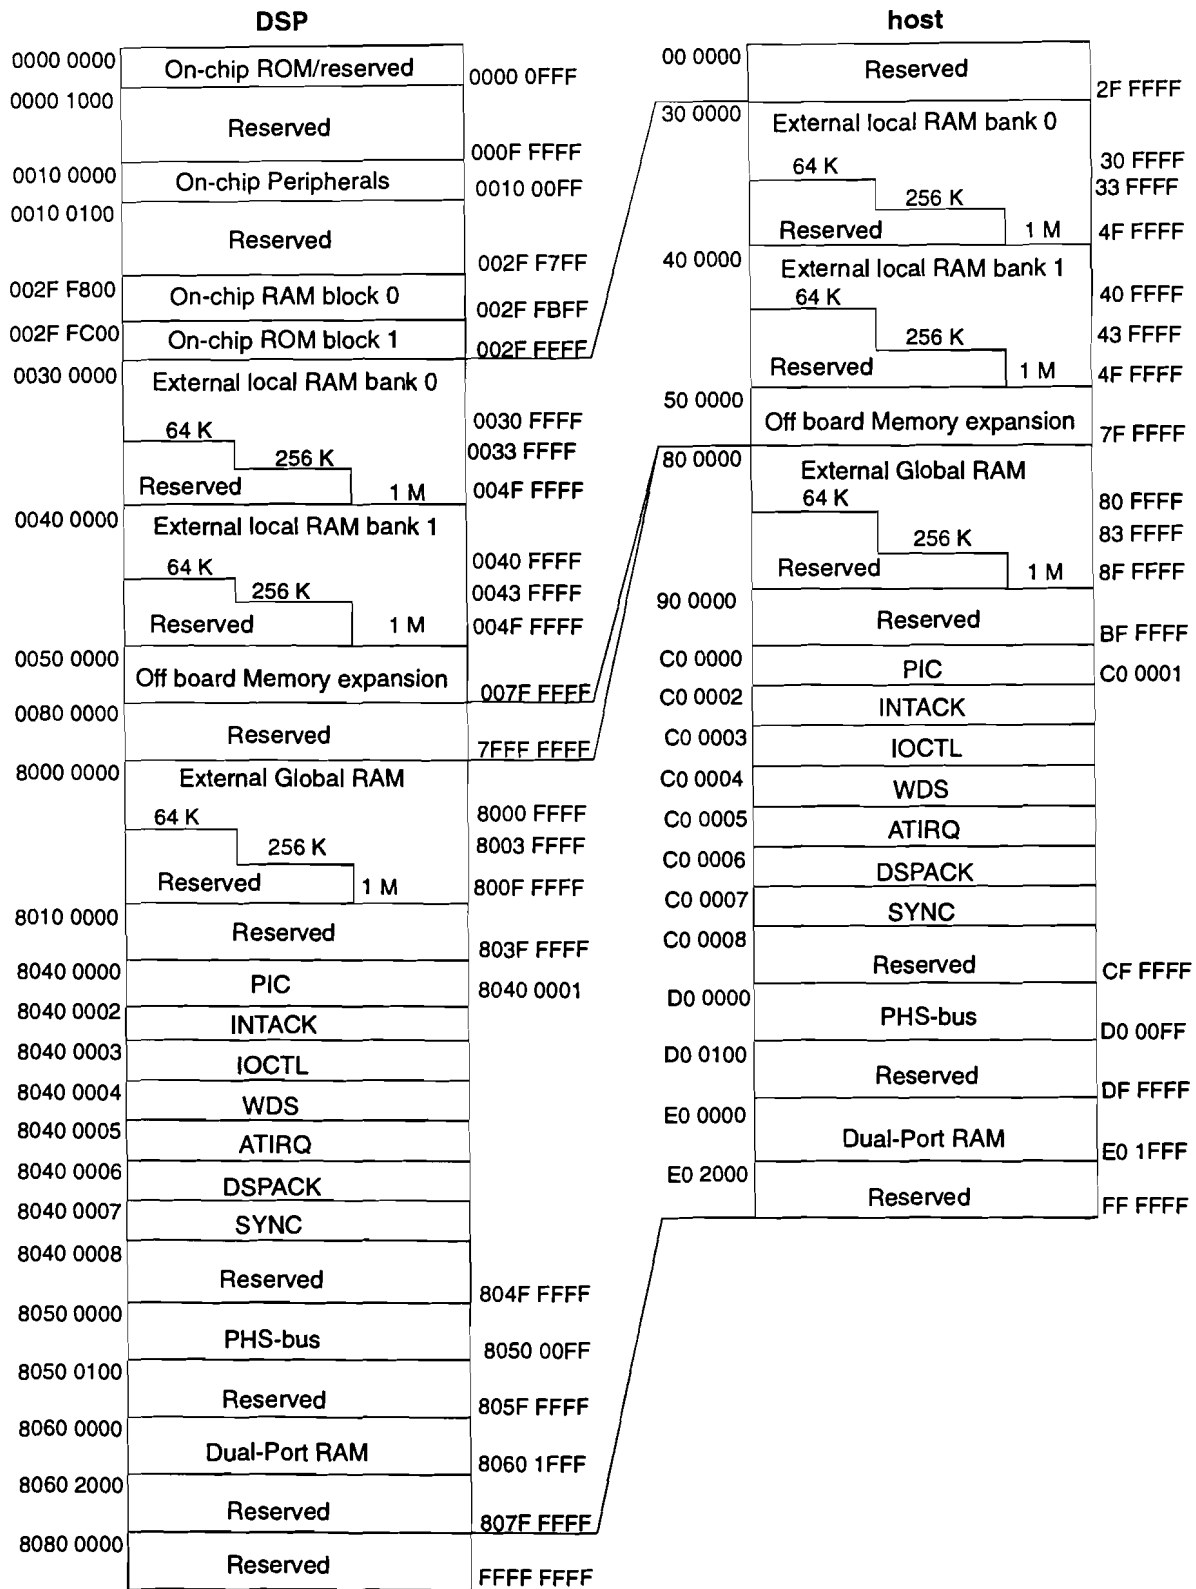 DSP
0000 0000 On-chip ROM/reserved 0000 0FFF
0000 1000
Reserved
000F FFFF
0010 0000 On-chip Peripherals 0010 00FF
0010 0100
Reserved
002F F7FF
002F F800 On-chip RAM block 0 002F FBFF
002F FC00 On-chip ROM block 1 002F FFFF
0030 0000 External local RAM bank 0
0030 FFFF
64 K
0033 FFFF
256 K
Reserved 1 M 004F FFFF
0040 0000 External local RAM bank 1
0040 FFFF
64 K
256 K 0043 FFFF
Reserved 1 M 004F FFFF
0050 0000
Off board Memory expansion 007F FFFF
0080 0000
Reserved 7FFF FFFF
8000 0000 External Global RAM
64 K 8000 FFFF
256 K 8003 FFFF
Reserved 1 M 800F FFFF
8010 0000
Reserved 803F FFFF
8040 0000 PIC 8040 0001
8040 0002 INTACK
8040 0003 IOCTL
8040 0004 WDS
8040 0005 ATIRQ
8040 0006 DSPACK
8040 0007 SYNC
8040 0008
Reserved 804F FFFF
8050 0000
PHS-bus 8050 00FF
8050 0100
Reserved 805F FFFF
8060 0000
Dual-Port RAM 8060 1FFF
8060 2000
Reserved 807F FFFF
8080 0000
Reserved FFFF FFFF
host
00 0000
Reserved 2F FFFF
30 0000 External local RAM bank 0
64 K 30 FFFF
33 FFFF
256 K
Reserved 1 M 4F FFFF
40 0000 External local RAM bank 1
64 K 40 FFFF
256 K 43 FFFF
Reserved 1 M 4F FFFF
50 0000
Off board Memory expansion 7F FFFF
80 0000 External Global RAM
64 K 80 FFFF
256 K 83 FFFF
Reserved 1 M 8F FFFF
90 0000
Reserved BF FFFF
C0 0000 PIC C0 0001
C0 0002 INTACK
C0 0003 IOCTL
C0 0004 WDS
C0 0005 ATIRQ
C0 0006 DSPACK
C0 0007 SYNC
C0 0008
Reserved CF FFFF
D0 0000
PHS-bus D0 00FF
D0 0100
Reserved DF FFFF
E0 0000
Dual-Port RAM E0 1FFF
E0 2000
Reserved FF FFFF